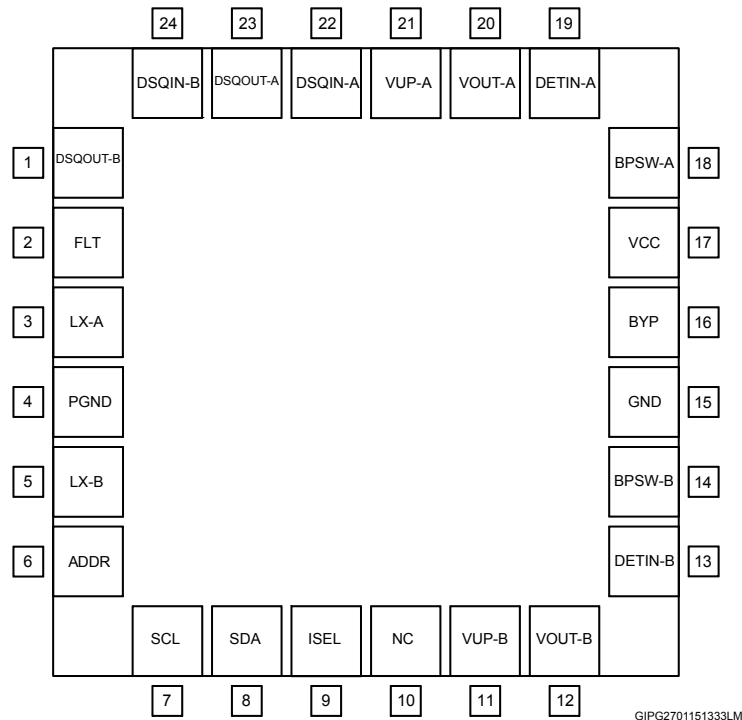 24 23 22 21 20 19
DSQIN-B DSQOUT-A DSQIN-A VUP-A VOUT-A DETIN-A
1 DSQOUT-B BPSW-A 18
2 FLT VCC 17
3 LX-A BYP 16
4 PGND GND 15
5 LX-B BPSW-B 14
6 ADDR DETIN-B 13
SCL SDA ISEL NC VUP-B VOUT-B
7 8 9 10 11 12
GIPG2701151333LM